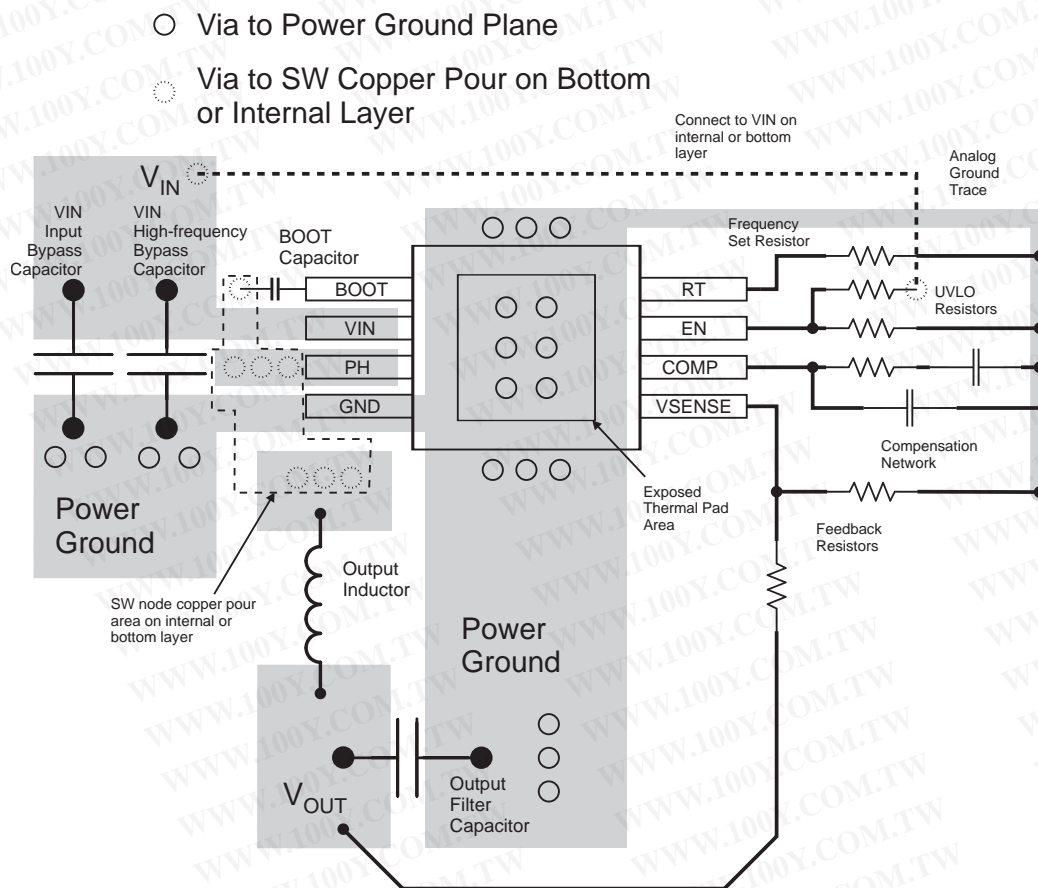 Via to Power Ground Plane
Via to SW Copper Pour on Bottom
or Internal Layer
Connect to VIN on
internal or bottom
layer
Analog
Ground
Trace
VIN
VIN
Input
Bypass
Capacitor
VIN
High-frequency
Bypass
Capacitor
BOOT
Capacitor
Frequency
Set Resistor
BOOT
VIN
PH
GND
RT
EN
COMP
VSENSE
UVLO
Resistors
Compensation
Network
Power
Ground
Exposed
Thermal Pad
Area
Feedback
Resistors
Output
Inductor
SW node copper pour
area on internal or
bottom layer
Power
Ground
VOUT
Output
Filter
Capacitor
WWW.100Y.COM.TW